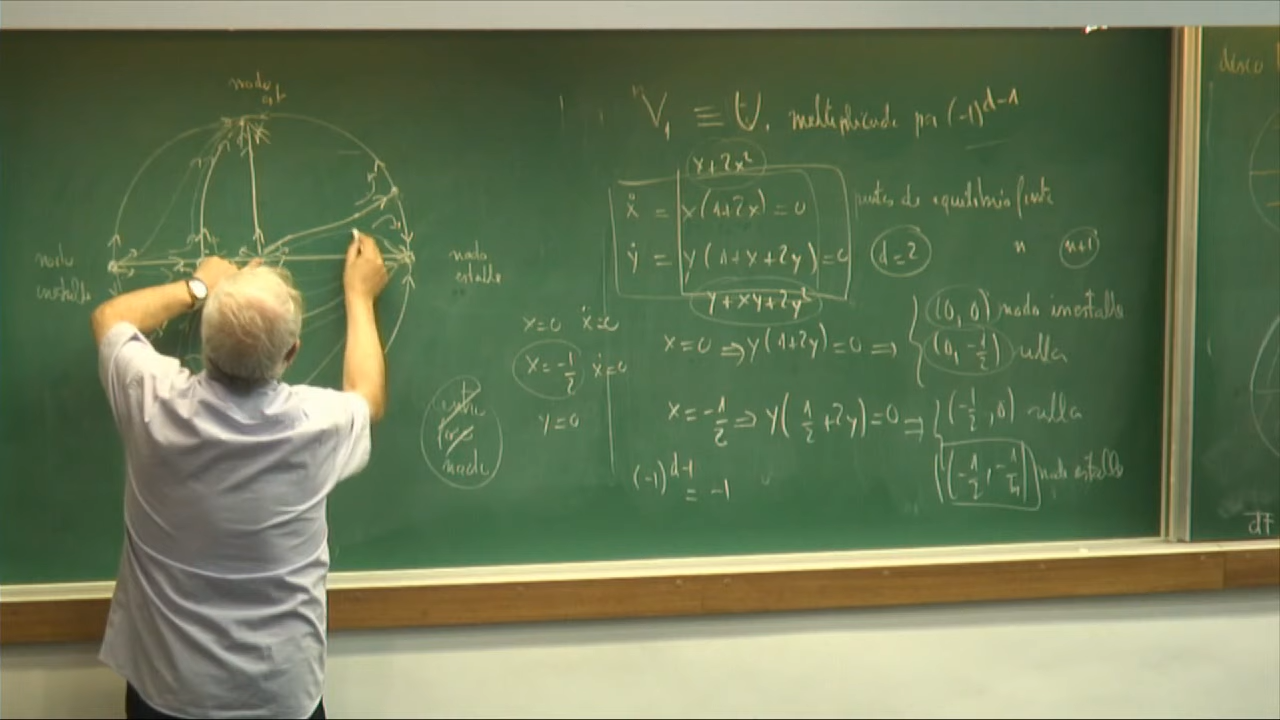 nodo
nodo
inestable
nodo
estable
V₁ ≡ U₁ multiplicado por (-1)^{d-1}
x+2x²
ẋ = x(1+2x)=0
puntos de equilibrio finito
ẏ = y(1+x+2y)=0
d=2
n
n+1
y+xy+2y²
x=0 ẋ=0
x=-1/2 ẋ=0
y=0
x=0 ⇒ y(1+2y)=0 ⇒
(0,0) nodo inestable
(0,-1/2) silla
x=-1/2 ⇒ y(1/2+2y)=0 ⇒
(-1/2,0) silla
(-1/2,-1/4) nodo estable
centro
foco
nodo
(-1)^{d-1} = -1
disco